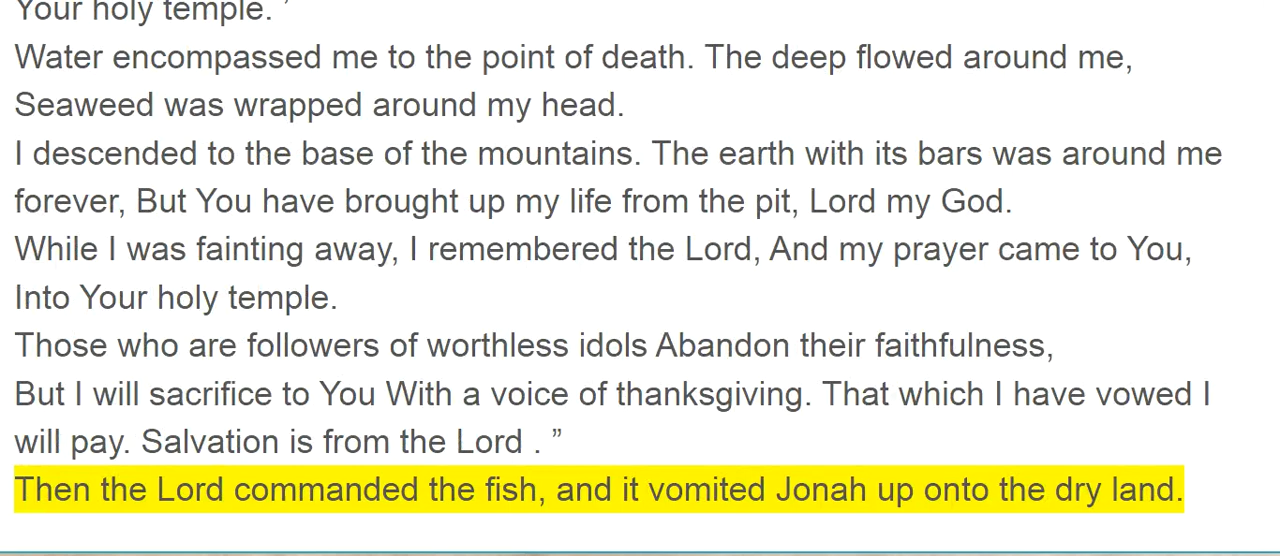 Your holy temple. ’
Water encompassed me to the point of death. The deep flowed around me,
Seaweed was wrapped around my head.
I descended to the base of the mountains. The earth with its bars was around me
forever, But You have brought up my life from the pit, Lord my God.
While I was fainting away, I remembered the Lord, And my prayer came to You,
Into Your holy temple.
Those who are followers of worthless idols Abandon their faithfulness,
But I will sacrifice to You With a voice of thanksgiving. That which I have vowed I
will pay. Salvation is from the Lord . ”
Then the Lord commanded the fish, and it vomited Jonah up onto the dry land.